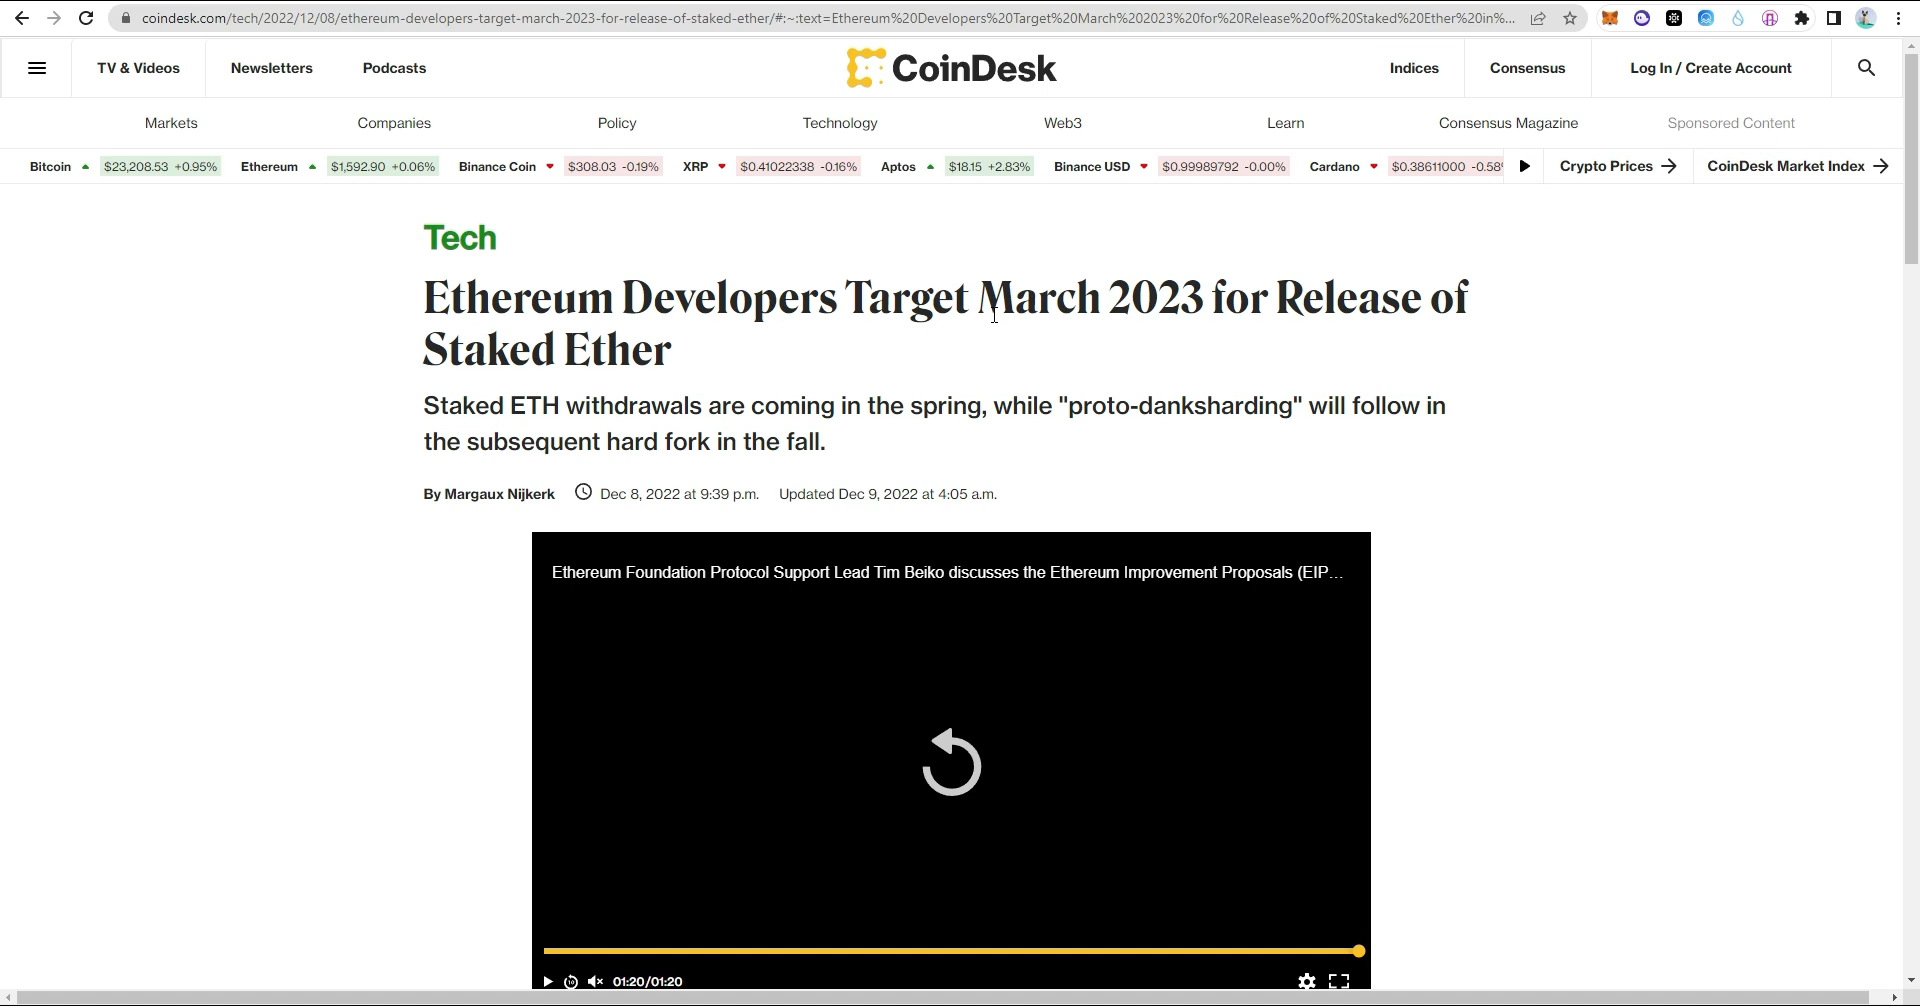 coindesk.com/tech/2022/12/08/ethereum-developers-target-march-2023-for-release-of-staked-ether/#:~:text=Ethereum%20Developers%20Target%20March%202023%20for%20Release%20of%20Staked%20Ether%20in%...
TV & Videos Newsletters Podcasts CoinDesk Indices Consensus Log In / Create Account
Markets Companies Policy Technology Web3 Learn Consensus Magazine Sponsored Content
Bitcoin $23,208.53 +0.95% Ethereum $1,592.90 +0.06% Binance Coin $308.03 -0.19% XRP $0.41022338 -0.16% Aptos $18.15 +2.83% Binance USD $0.99989792 -0.00% Cardano $0.38611000 -0.58 Crypto Prices → CoinDesk Market Index →
Tech
Ethereum Developers Target March 2023 for Release of
Staked Ether
Staked ETH withdrawals are coming in the spring, while "proto-danksharding" will follow in
the subsequent hard fork in the fall.
By Margaux Nijkerk Dec 8, 2022 at 9:39 p.m. Updated Dec 9, 2022 at 4:05 a.m.
Ethereum Foundation Protocol Support Lead Tim Beiko discusses the Ethereum Improvement Proposals (EIP...
10 01:20/01:20